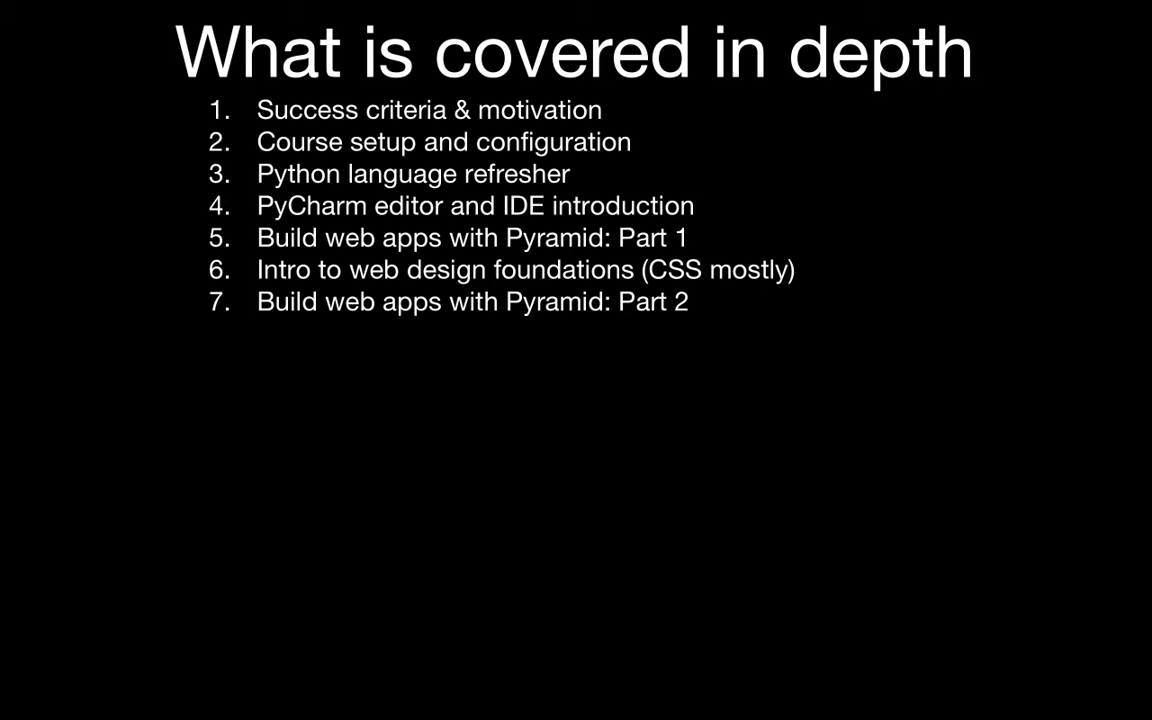 What is covered in depth
1. Success criteria & motivation
2. Course setup and configuration
3. Python language refresher
4. PyCharm editor and IDE introduction
5. Build web apps with Pyramid: Part 1
6. Intro to web design foundations (CSS mostly)
7. Build web apps with Pyramid: Part 2